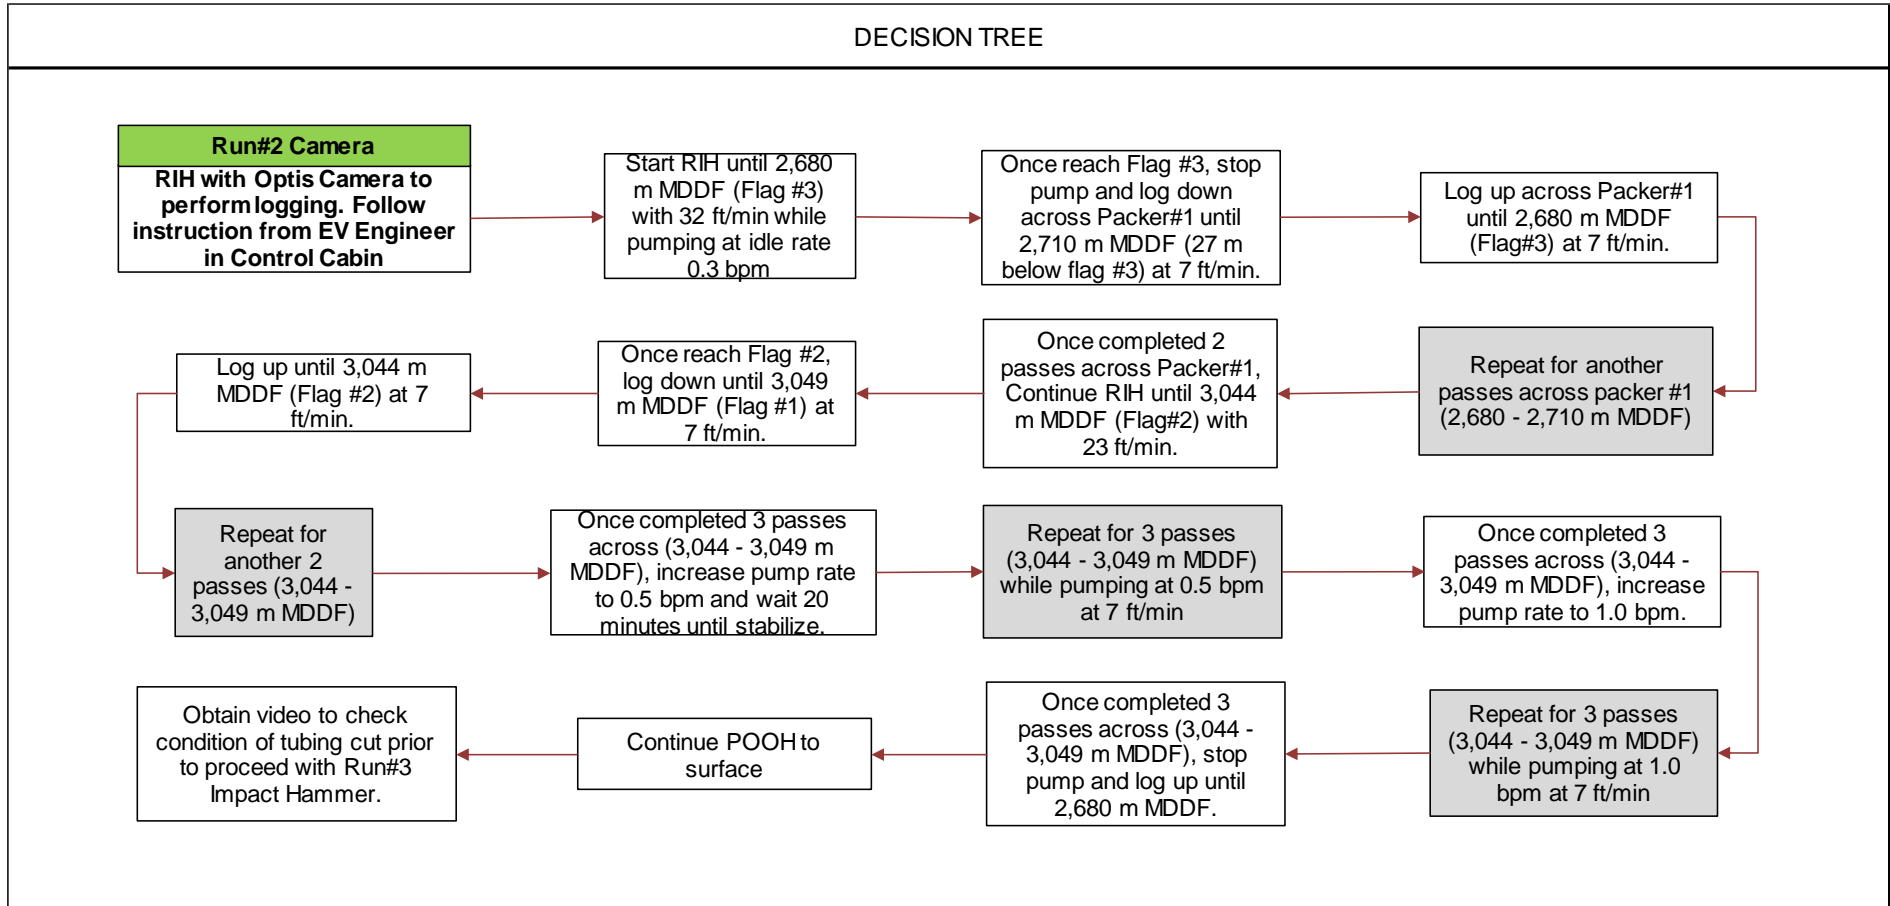 DECISION TREE
Run#2 Camera
RIH with Optis Camera to
perform logging. Follow
instruction from EV Engineer
in Control Cabin
Start RIH until 2,680
m MDDF (Flag #3)
with 32 ft/min while
pumping at idle rate
0.3 bpm
Once reach Flag #3, stop
pump and log down
across Packer#1 until
2,710 m MDDF (27 m
below flag #3) at 7 ft/min.
Log up across Packer#1
until 2,680 m MDDF
(Flag#3) at 7 ft/min.
Repeat for another
passes across packer #1
(2,680 - 2,710 m MDDF)
Once completed 2
passes across Packer#1,
Continue RIH until 3,044
m MDDF (Flag#2) with
23 ft/min.
Once reach Flag #2,
log down until 3,049
m MDDF (Flag #1) at
7 ft/min.
Log up until 3,044 m
MDDF (Flag #2) at 7
ft/min.
Repeat for
another 2
passes (3,044 -
3,049 m MDDF)
Once completed 3 passes
across (3,044 - 3,049 m
MDDF), increase pump rate
to 0.5 bpm and wait 20
minutes until stabilize.
Repeat for 3 passes
(3,044 - 3,049 m MDDF)
while pumping at 0.5 bpm
at 7 ft/min
Once completed 3
passes across (3,044 -
3,049 m MDDF), increase
pump rate to 1.0 bpm.
Repeat for 3 passes
(3,044 - 3,049 m MDDF)
while pumping at 1.0
bpm at 7 ft/min
Once completed 3
passes across (3,044 -
3,049 m MDDF), stop
pump and log up until
2,680 m MDDF.
Continue POOH to
surface
Obtain video to check
condition of tubing cut prior
to proceed with Run#3
Impact Hammer.